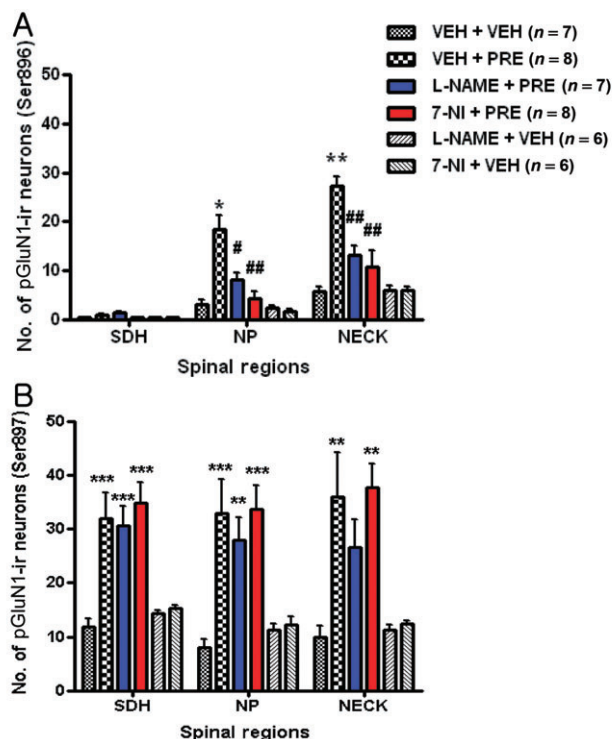 A
VEH + VEH (n = 7)
VEH + PRE (n = 8)
L-NAME + PRE (n = 7)
7-NI + PRE (n = 8)
L-NAME + VEH (n = 6)
7-NI + VEH (n = 6)
No. of pGluN1-ir neurons (Ser896)
50
40
30
20
10
0
*
#
##
**
##
##
SDH
NP
NECK
Spinal regions
B
No. of pGluN1-ir neurons (Ser897)
50
40
30
20
10
0
***
***
***
***
**
***
**
**
SDH
NP
NECK
Spinal regions